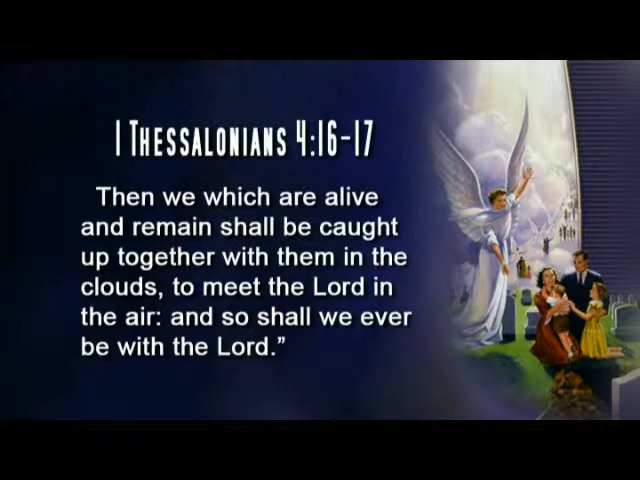 1 Thessalonians 4:16-17
Then we which are alive
and remain shall be caught
up together with them in the
clouds, to meet the Lord in
the air: and so shall we ever
be with the Lord.”